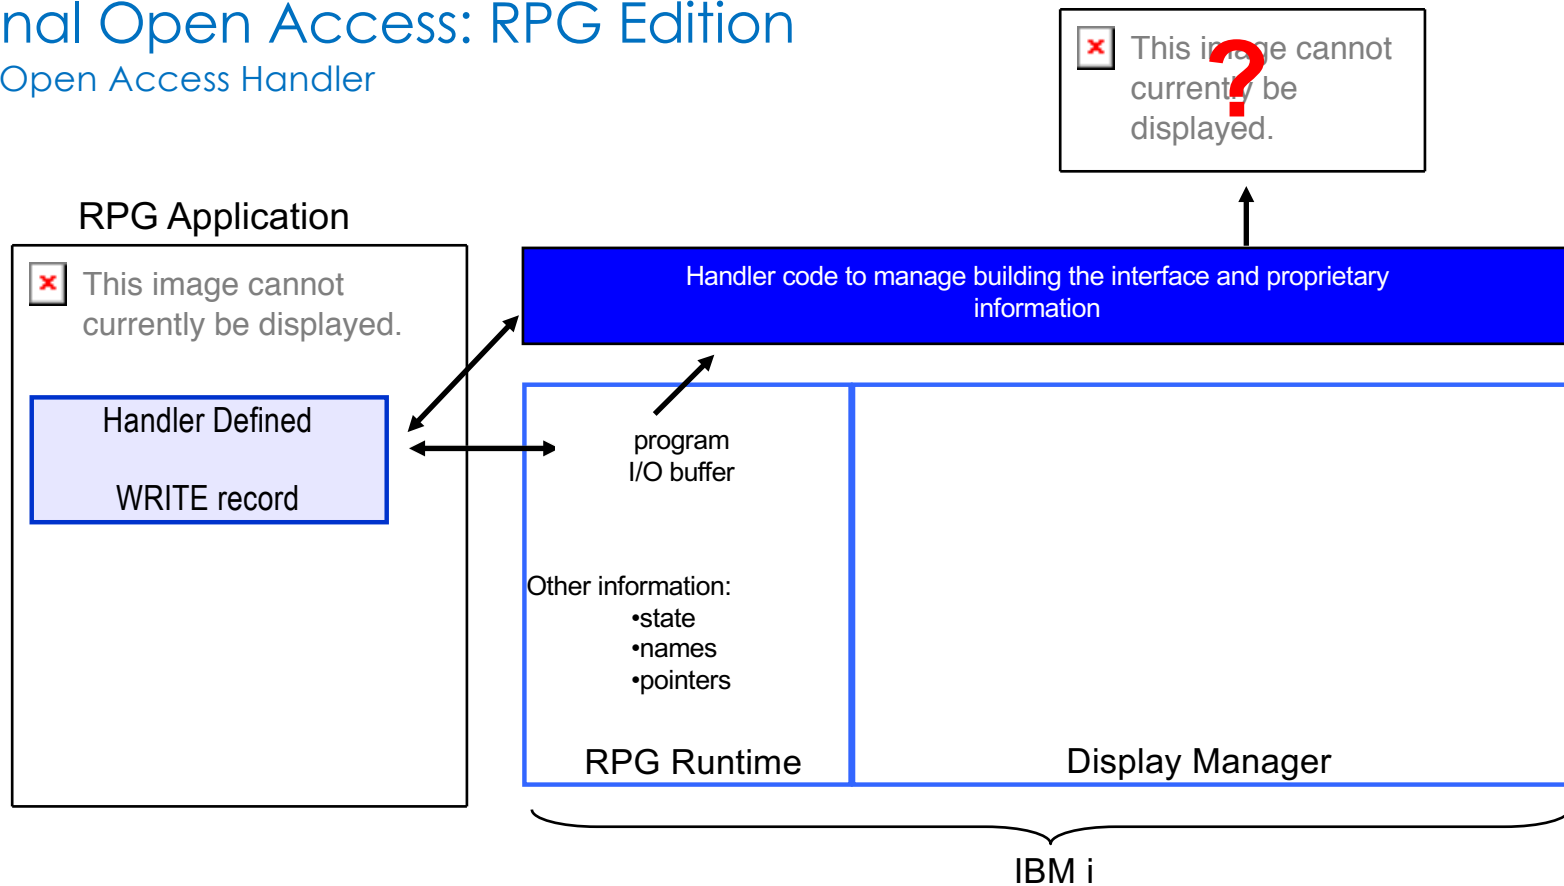 nal Open Access: RPG Edition
Open Access Handler
This image cannot
currently be
displayed.
?
RPG Application
This image cannot
currently be displayed.
Handler Defined
WRITE record
Handler code to manage building the interface and proprietary
information
program
I/O buffer
Other information:
•state
•names
•pointers
RPG Runtime
Display Manager
IBM i